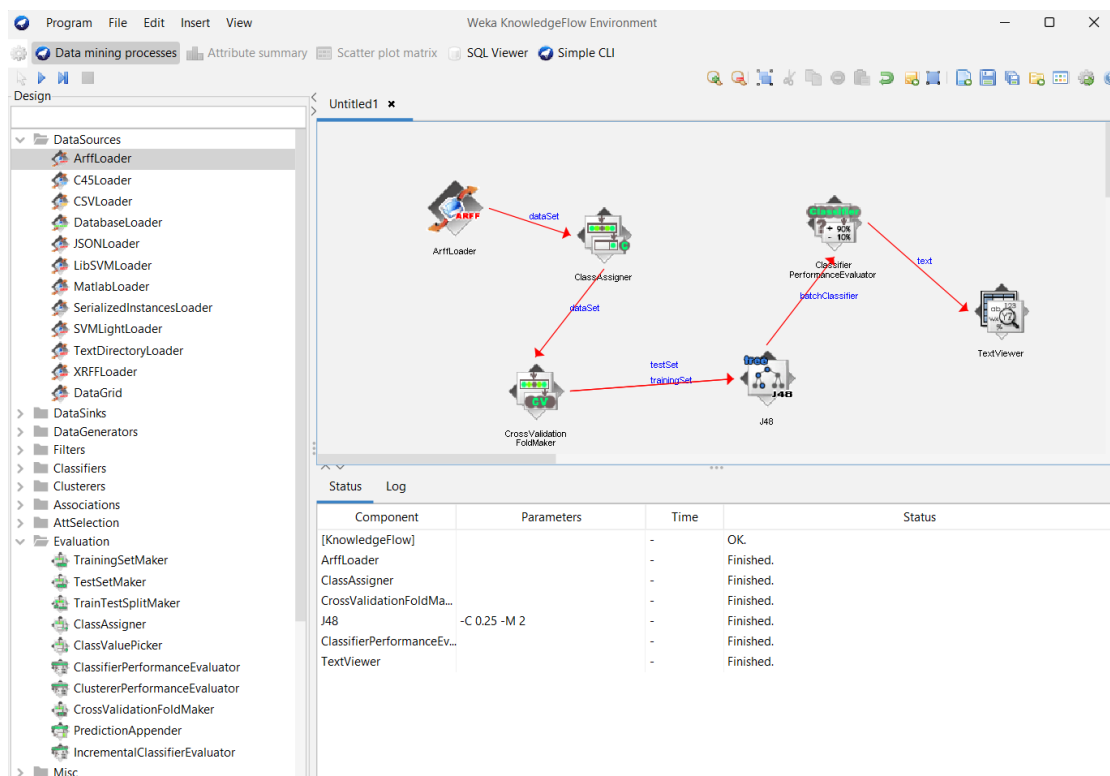 Program File Edit Insert View Weka KnowledgeFlow Environment
Data mining processes Attribute summary Scatter plot matrix SQL Viewer Simple CLI
Design
Untitled1
DataSources
ArffLoader
C45Loader
CSVLoader
DatabaseLoader
JSONLoader
LibSVMLoader
MatlabLoader
SerializedInstancesLoader
SVMLightLoader
TextDirectoryLoader
XRFFLoader
DataGrid
DataSinks
DataGenerators
Filters
Classifiers
Clusterers
Associations
AttSelection
Evaluation
TrainingSetMaker
TestSetMaker
TrainTestSplitMaker
ClassAssigner
ClassValuePicker
ClassifierPerformanceEvaluator
ClustererPerformanceEvaluator
CrossValidationFoldMaker
PredictionAppender
IncrementalClassifierEvaluator
Misc
ARFF
ArffLoader
dataSet
C
ClassAssigner
dataSet
CV
CrossValidation
FoldMaker
testSet
trainingSet
tree
J48
J48
batchClassifier
Classifier
? + 90%
- 10%
Classifier
PerformanceEvaluator
text
TextViewer
Status Log
Component Parameters Time Status
[KnowledgeFlow] - OK.
ArffLoader - Finished.
ClassAssigner - Finished.
CrossValidationFoldMa... - Finished.
J48 -C 0.25 -M 2 - Finished.
ClassifierPerformanceEv... - Finished.
TextViewer - Finished.